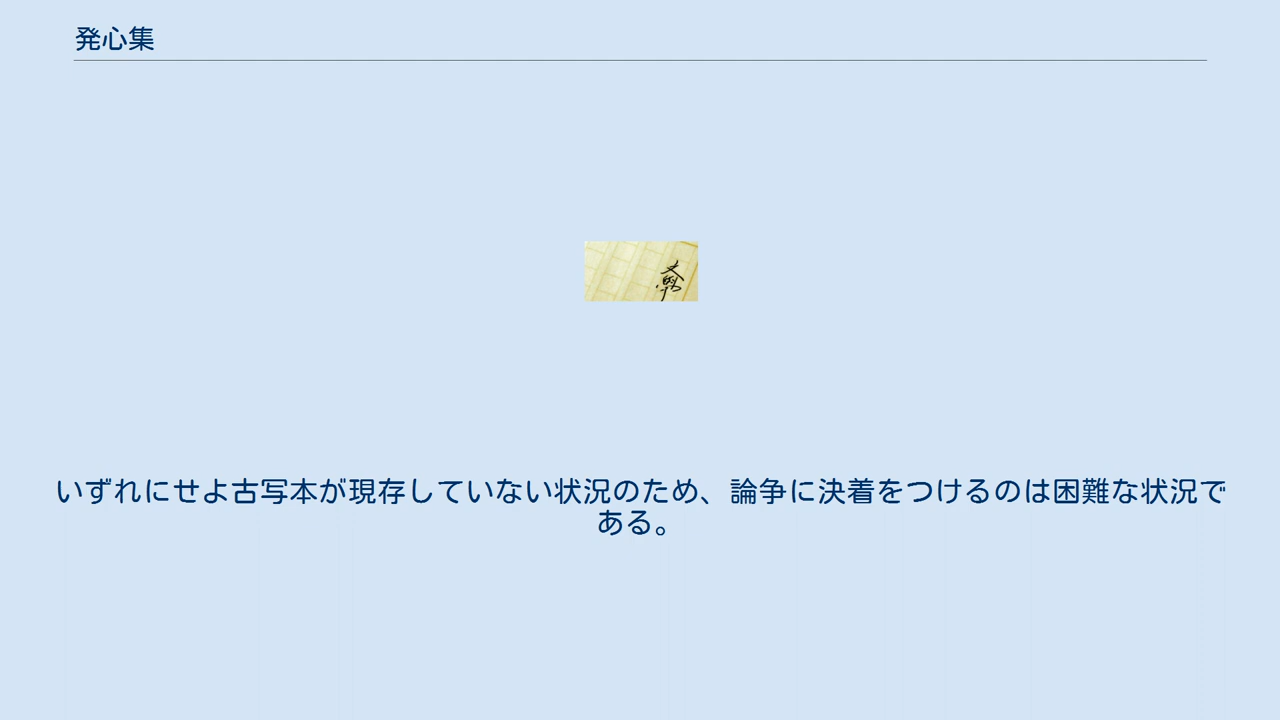 発心集
いずれにせよ古写本が現存していない状況のため、論争に決着をつけるのは困難な状況で
ある。